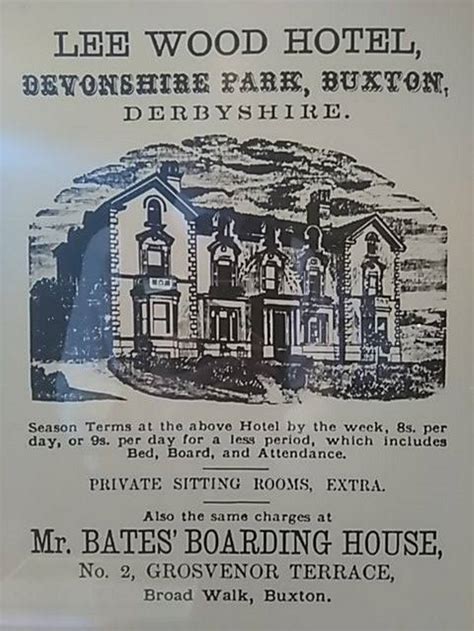 LEE WOOD HOTEL,
DEVONSHIRE PARK, BUXTON,
DERBYSHIRE.
Season Terms at the above Hotel by the week, 8s. per
day, or 9s. per day for a less period, which includes
Bed, Board, and Attendance.
PRIVATE SITTING ROOMS, EXTRA.
Also the same charges at
Mr. BATES' BOARDING HOUSE,
No. 2, GROSVENOR TERRACE,
Broad Walk, Buxton.